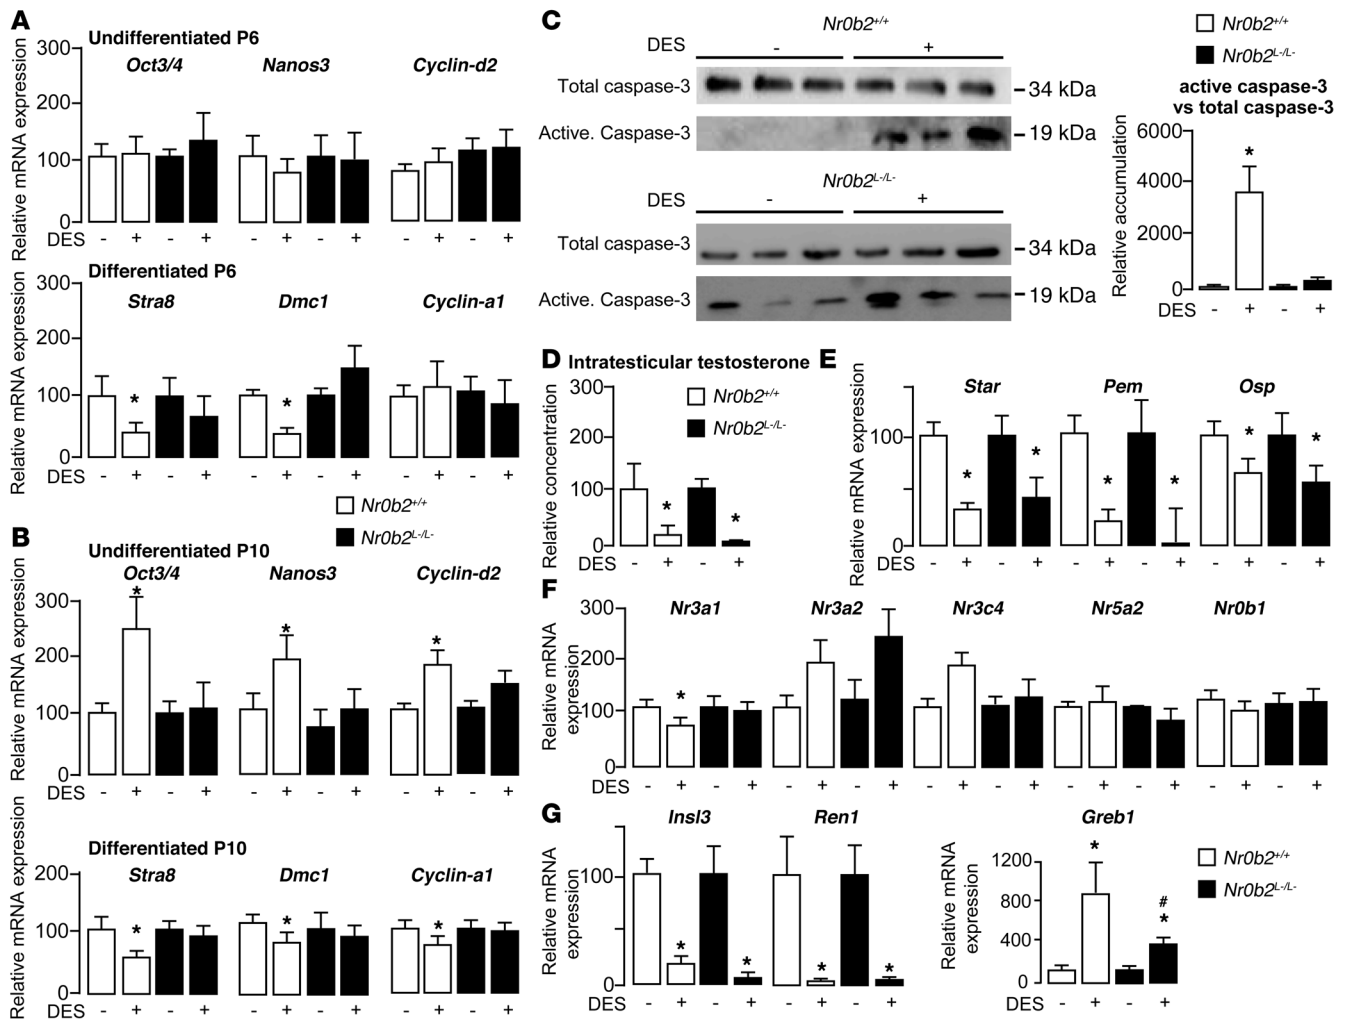 A
Undifferentiated P6
Oct3/4 Nanos3 Cyclin-d2
Relative mRNA expression
300
200
100
0
DES - + - + - + - + - + - +
Differentiated P6
Stra8 Dmc1 Cyclin-a1
Relative mRNA expression
300
200
100
0
* *
DES - + - + - + - + - + - +
Nr0b2+/+
Nr0b2L-/L-
B
Undifferentiated P10
Oct3/4 Nanos3 Cyclin-d2
Relative mRNA expression
300
200
100
0
* * *
DES - + - + - + - + - + - +
Differentiated P10
Stra8 Dmc1 Cyclin-a1
Relative mRNA expression
200
100
0
* * *
DES - + - + - + - + - + - +
C
Nr0b2+/+
DES - +
Total caspase-3 34 kDa
Active. Caspase-3 19 kDa
Nr0b2L-/L-
DES - +
Total caspase-3 34 kDa
Active. Caspase-3 19 kDa
Nr0b2+/+
Nr0b2L-/L-
active caspase-3
vs total caspase-3
Relative accumulation
6000
4000
2000
0
*
DES - + - +
D Intratesticular testosterone
Relative concentration
300
200
100
0
Nr0b2+/+
Nr0b2L-/L-
* *
DES - + - +
E
Star Pem Osp
Relative mRNA expression
100
0
* * * * * *
DES - + - + - + - + - + - +
F
Nr3a1 Nr3a2 Nr3c4 Nr5a2 Nr0b1
Relative mRNA
expression
300
200
100
0
*
DES - + - + - + - + - + - + - + - + - + - +
G
Insl3 Ren1
Relative mRNA
expression
100
0
* * * *
DES - + - + - + - +
Greb1
Relative mRNA
expression
1200
800
400
0
*
#
*
DES - + - +
Nr0b2+/+
Nr0b2L-/L-